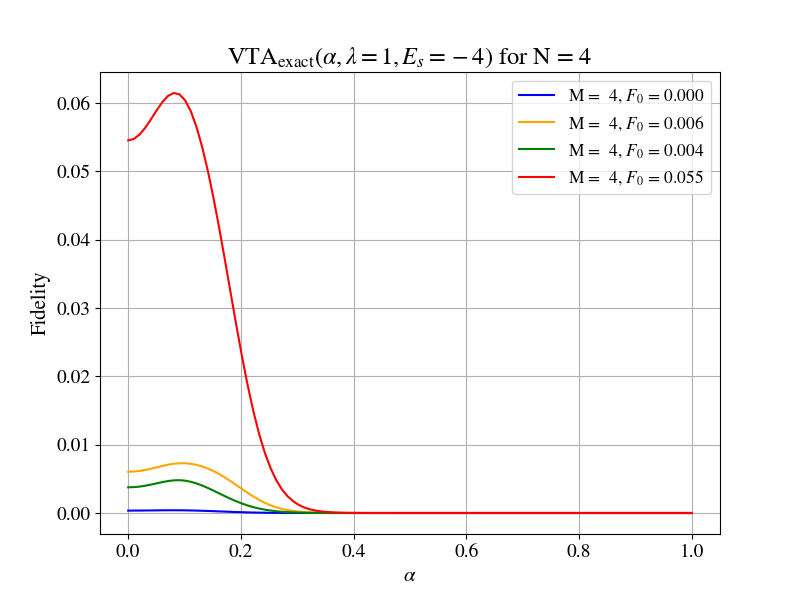 VTA_exact(α, λ = 1, E_s = −4) for N = 4
M = 4, F_0 = 0.000
M = 4, F_0 = 0.006
M = 4, F_0 = 0.004
M = 4, F_0 = 0.055
Fidelity
0.06
0.05
0.04
0.03
0.02
0.01
0.00
0.0 0.2 0.4 0.6 0.8 1.0
α